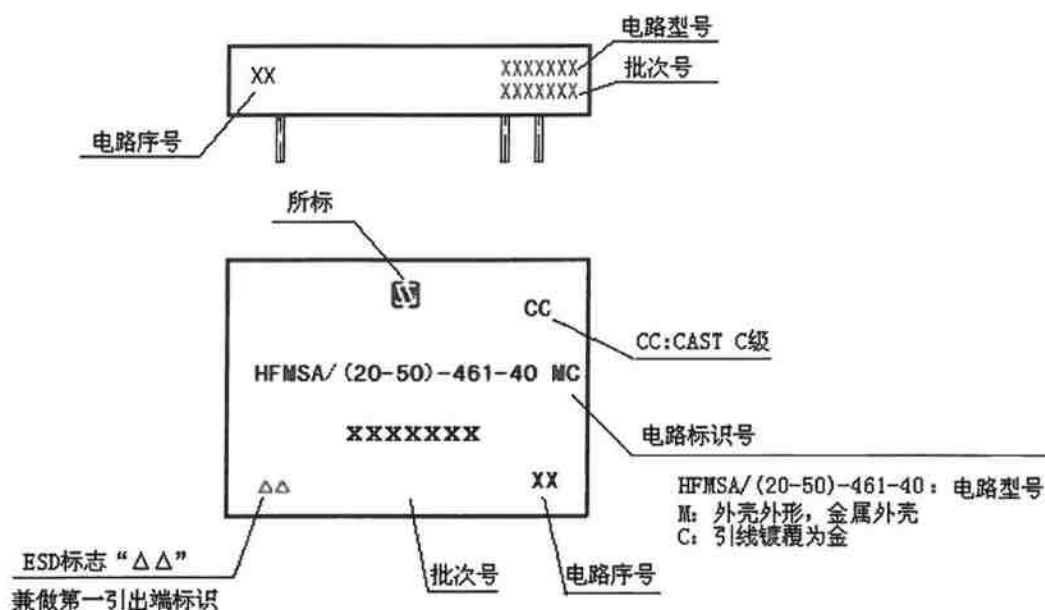 电路型号
XX
XXXXXXX
批次号
XXXXXXX
电路序号
所标
CC
CC:CAST C级
HFMSA/(20-50)-461-40 MC
XXXXXXX
电路标识号
△△
XX
HFMSA/(20-50)-461-40: 电路型号
M: 外壳外形, 金属外壳
C: 引线镀覆为金
ESD标志“△△”
批次号
电路序号
兼做第一引出端标识